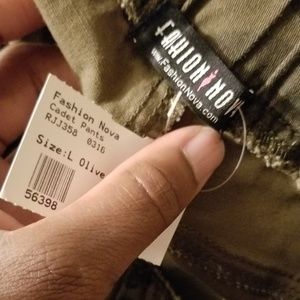 FASHION NOVA
www.FashionNova.com
Fashion Nova
Cadet Pants
RJJ358 0316
Size:L Olive
56398